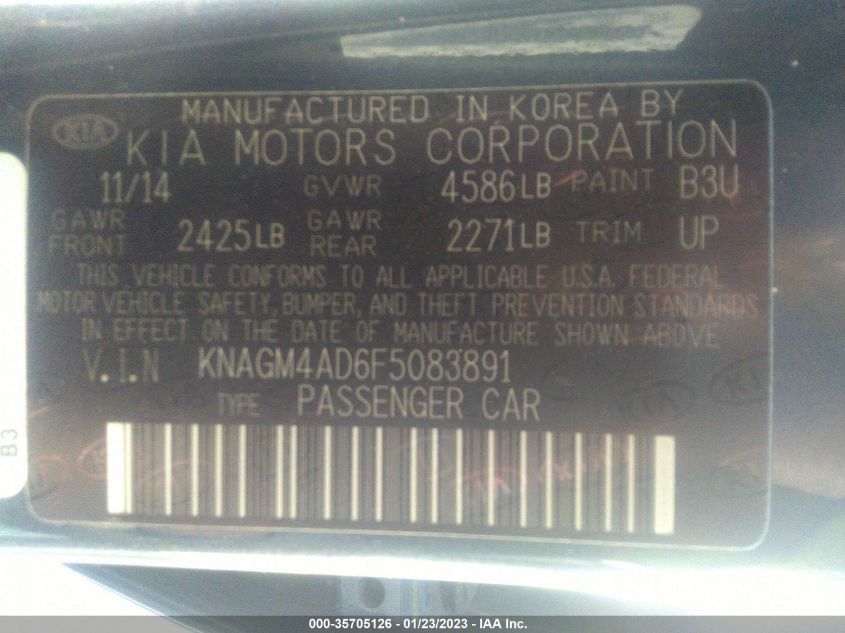 MANUFACTURED IN KOREA BY
KIA KIA MOTORS CORPORATION
11/14 GVWR 4586LB PAINT B3U
GAWR FRONT 2425LB GAWR REAR 2271LB TRIM UP
THIS VEHICLE CONFORMS TO ALL APPLICABLE U.S.A. FEDERAL
MOTOR VEHICLE SAFETY, BUMPER, AND THEFT PREVENTION STANDARDS
IN EFFECT ON THE DATE OF MANUFACTURE SHOWN ABOVE
V.I.N KNAGM4AD6F5083891
TYPE PASSENGER CAR
KIA
KIA
B3
000-35705126 - 01/23/2023 - IAA Inc.